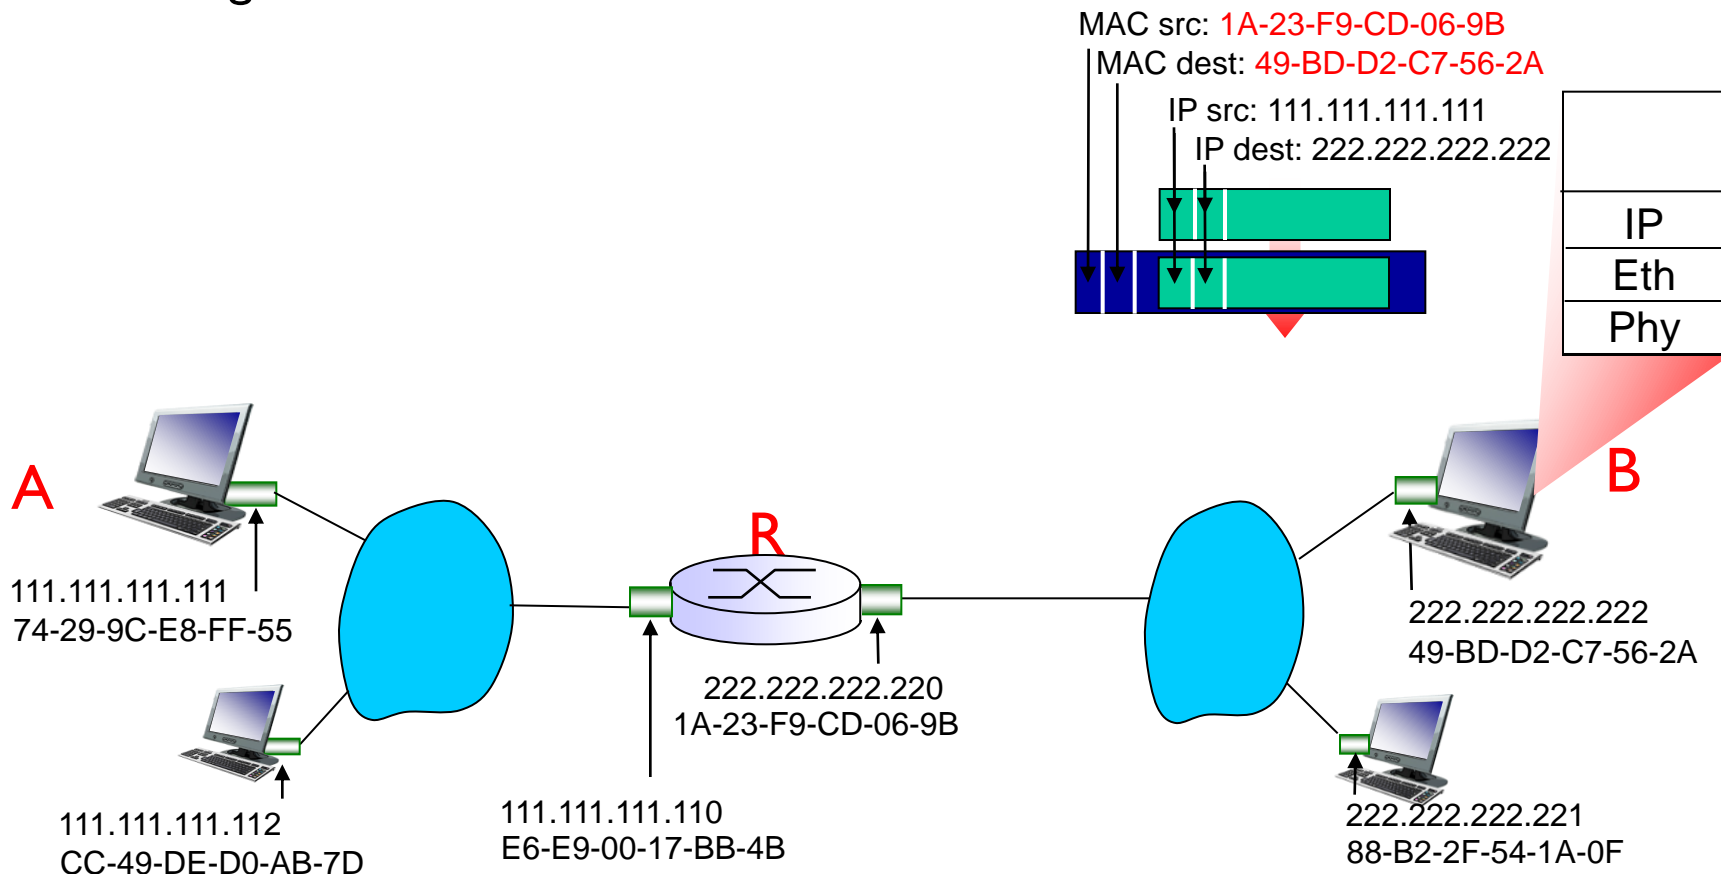 MAC src: 1A-23-F9-CD-06-9B
MAC dest: 49-BD-D2-C7-56-2A
IP src: 111.111.111.111
IP dest: 222.222.222.222
IP
Eth
Phy
A
B
R
111.111.111.111
74-29-9C-E8-FF-55
222.222.222.222
49-BD-D2-C7-56-2A
222.222.222.220
1A-23-F9-CD-06-9B
111.111.111.112
CC-49-DE-D0-AB-7D
111.111.111.110
E6-E9-00-17-BB-4B
222.222.222.221
88-B2-2F-54-1A-0F